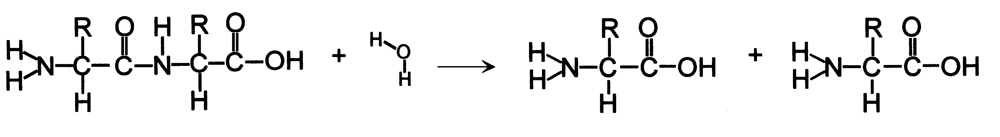 R O H R O R O R O
H H H H
N C C N C C OH + O N C C OH + N C C OH
H H H H H
H H H H